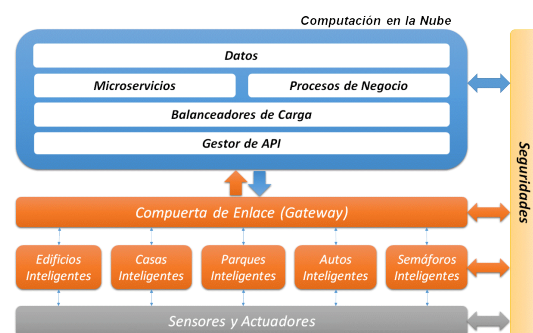 Computación en la Nube
Datos
Microservicios
Procesos de Negocio
Balanceadores de Carga
Gestor de API
Seguridades
Compuerta de Enlace (Gateway)
Edificios
Inteligentes
Casas
Inteligentes
Parques
Inteligentes
Autos
Inteligentes
Semáforos
Inteligentes
Sensores y Actuadores